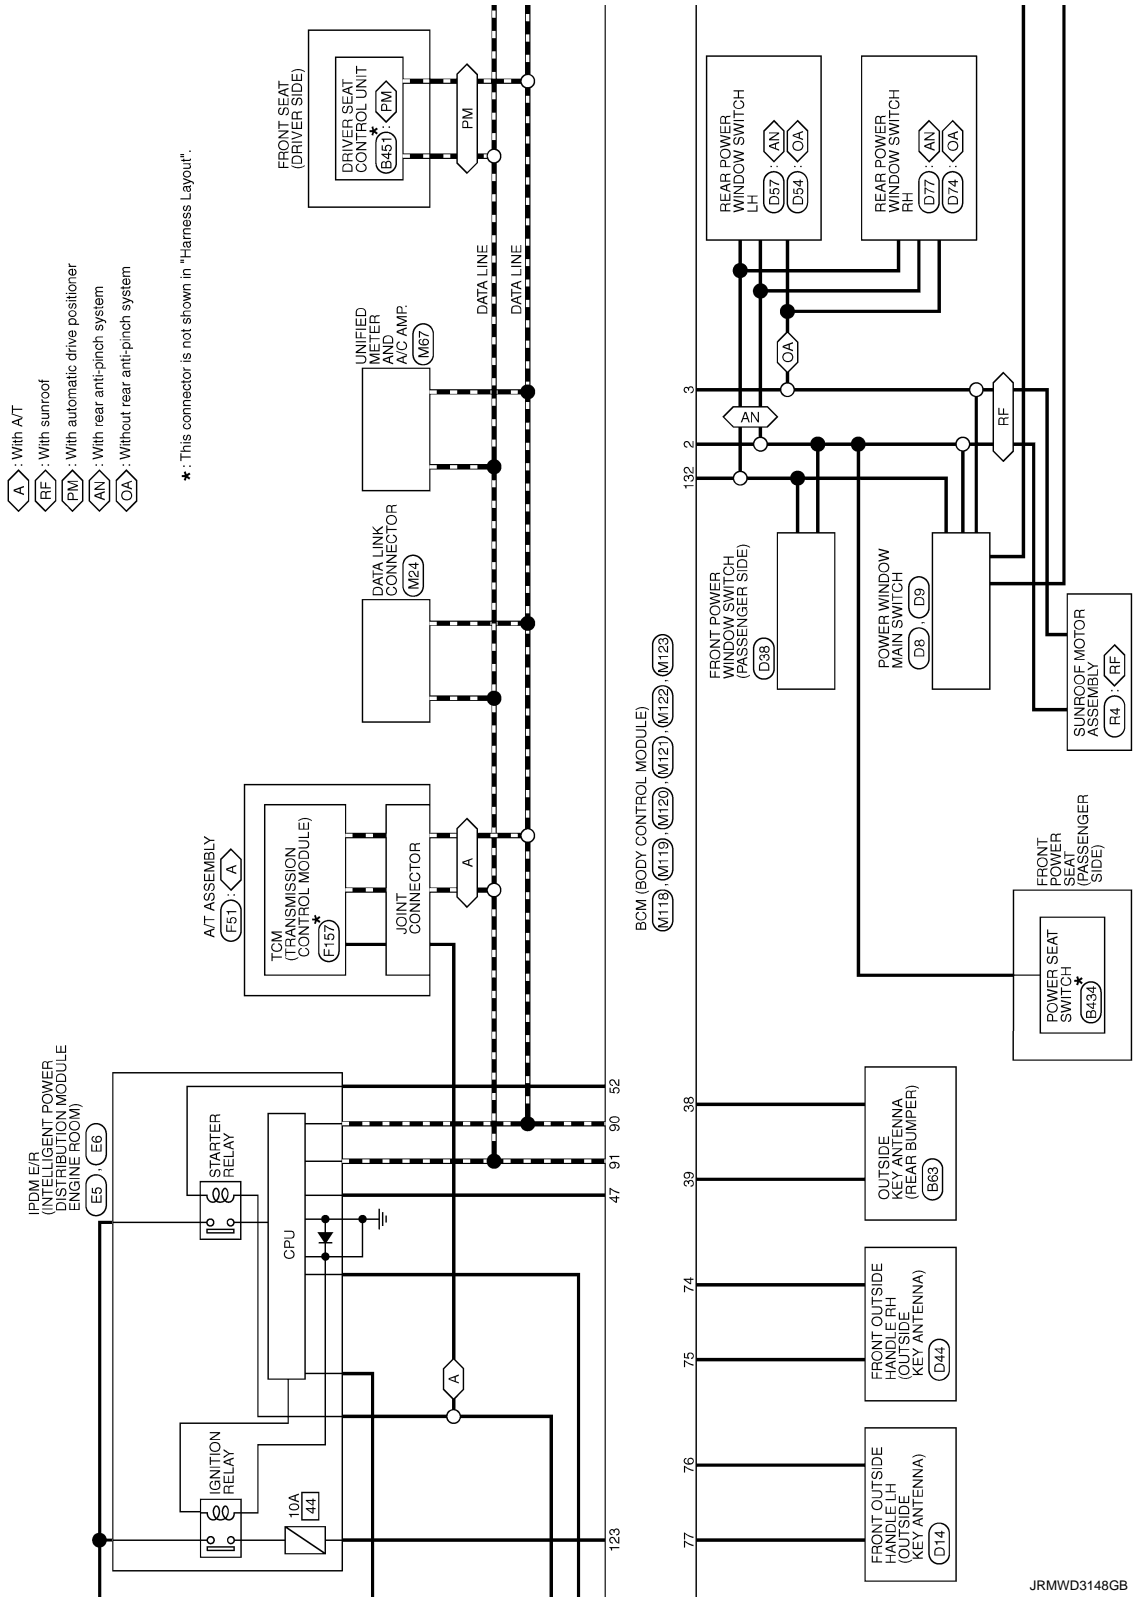 A : With A/T
RF : With sunroof
PM : With automatic drive positioner
AN : With rear anti-pinch system
OA : Without rear anti-pinch system
* : This connector is not shown in "Harness Layout".
IPDM E/R
(INTELLIGENT POWER
DISTRIBUTION MODULE
ENGINE ROOM)
E5 , E6
IGNITION
RELAY
10A
44
STARTER
RELAY
CPU
A
A/T ASSEMBLY
F51 : A
TCM
(TRANSMISSION
CONTROL MODULE)
*
F157
JOINT
CONNECTOR
A
DATA LINK
CONNECTOR
M24
UNIFIED
METER
AND
A/C AMP.
M67
DATA LINE
DATA LINE
FRONT SEAT
(DRIVER SIDE)
DRIVER SEAT
CONTROL UNIT
*
B451 : PM
PM
123
47
91
90
52
BCM (BODY CONTROL MODULE)
M118 , M119 , M120 , M121 , M122 , M123
77
76
75
74
39
38
132
2
3
FRONT OUTSIDE
HANDLE LH
(OUTSIDE
KEY ANTENNA)
D14
FRONT OUTSIDE
HANDLE RH
(OUTSIDE
KEY ANTENNA)
D44
OUTSIDE
KEY ANTENNA
(REAR BUMPER)
B63
FRONT
POWER
SEAT
(PASSENGER
SIDE)
POWER SEAT
SWITCH
*
B434
FRONT POWER
WINDOW SWITCH
(PASSENGER SIDE)
D38
POWER WINDOW
MAIN SWITCH
D8 , D9
SUNROOF MOTOR
ASSEMBLY
R4 : RF
AN
OA
RF
REAR POWER
WINDOW SWITCH
LH
D57 : AN
D54 : OA
REAR POWER
WINDOW SWITCH
RH
D77 : AN
D74 : OA
JRMWD3148GB